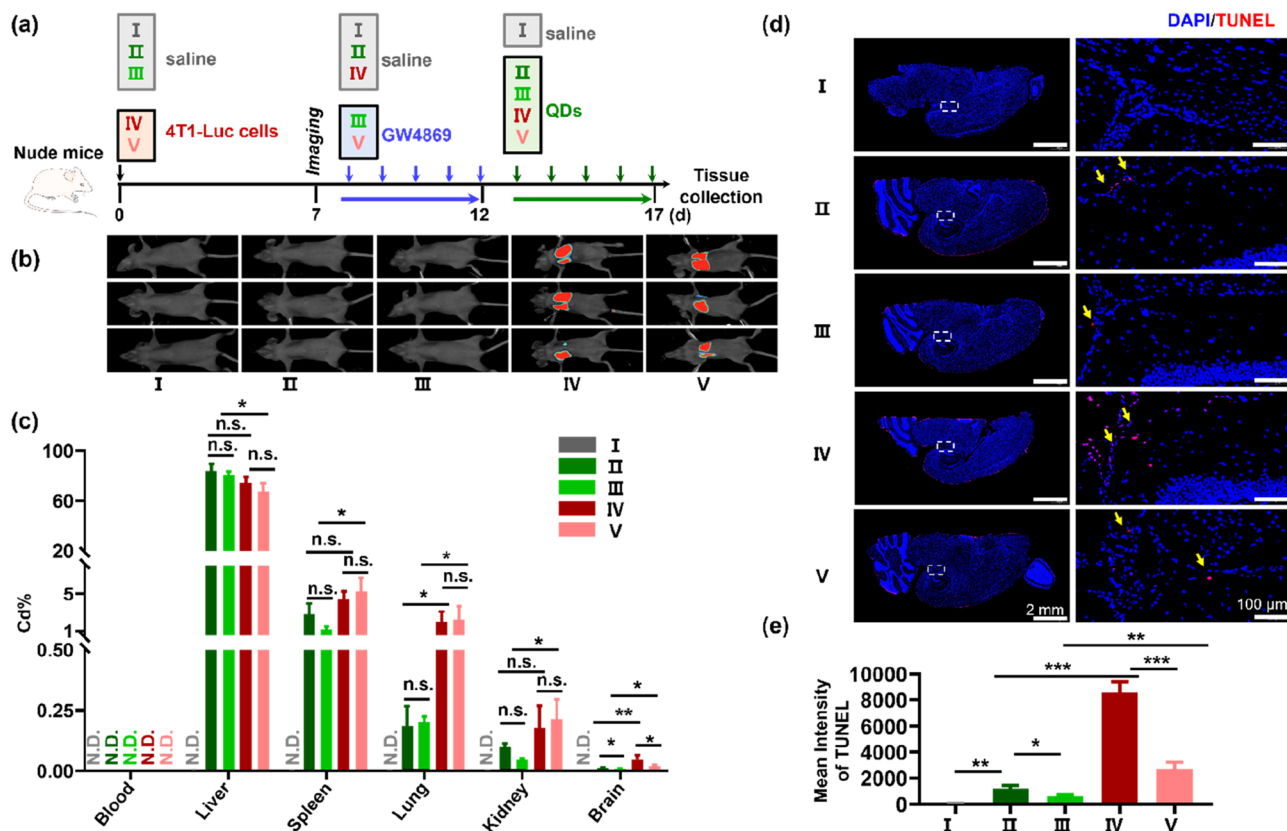 (a)
I
II
III
saline
IV
V
4T1-Luc cells
Nude mice
Imaging
I
II
IV
saline
III
V
GW4869
I
saline
II
III
IV
V
QDs
Tissue
collection
0
7
12
17
(d)
(b)
I
II
III
IV
V
(c)
Cd%
100
80
60
40
20
5
1
0.50
0.25
0.00
I
II
III
IV
V
N.D.
N.D.
N.D.
N.D.
N.D.
N.D.
*
n.s.
n.s.
n.s.
N.D.
*
n.s.
n.s.
n.s.
N.D.
*
n.s.
*
n.s.
N.D.
*
n.s.
n.s.
n.s.
N.D.
*
**
*
*
Blood
Liver
Spleen
Lung
Kidney
Brain
(d)
DAPI/TUNEL
I
II
III
IV
V
2 mm
100 μm
(e)
Mean Intensity
of TUNEL
10000
8000
6000
4000
2000
0
**
***
***
*
**
I
II
III
IV
V